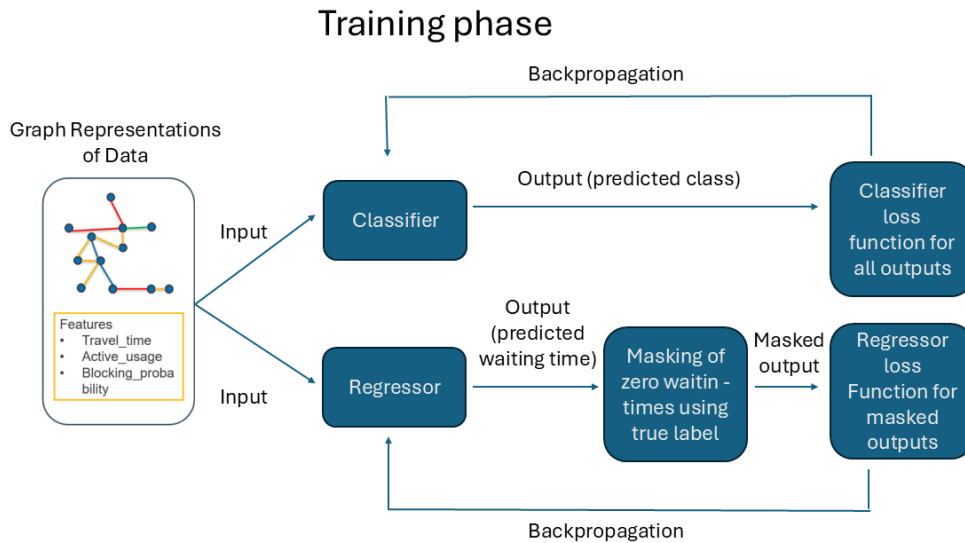 Training phase
Backpropagation
Graph Representations
of Data
Features
• Travel_time
• Active_usage
• Blocking_proba
bility
Input
Input
Classifier
Output (predicted class)
Classifier
loss
function for
all outputs
Regressor
Output
(predicted
waiting time)
Masking of
zero waitin -
times using
true label
Masked
output
Regressor
loss
Function for
masked
outputs
Backpropagation